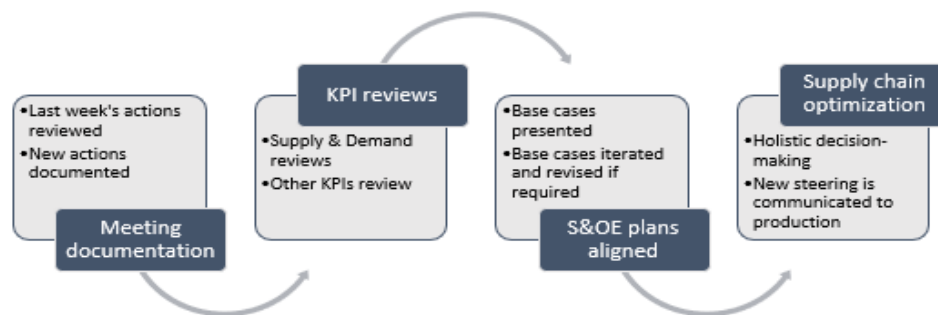 •Last week's actions
reviewed
•New actions
documented
Meeting
documentation
KPI reviews
•Supply & Demand
reviews
•Other KPIs review
•Base cases
presented
•Base cases iterated
and revised if
required
S&OE plans
aligned
Supply chain
optimization
•Holistic decision-
making
•New steering is
communicated to
production